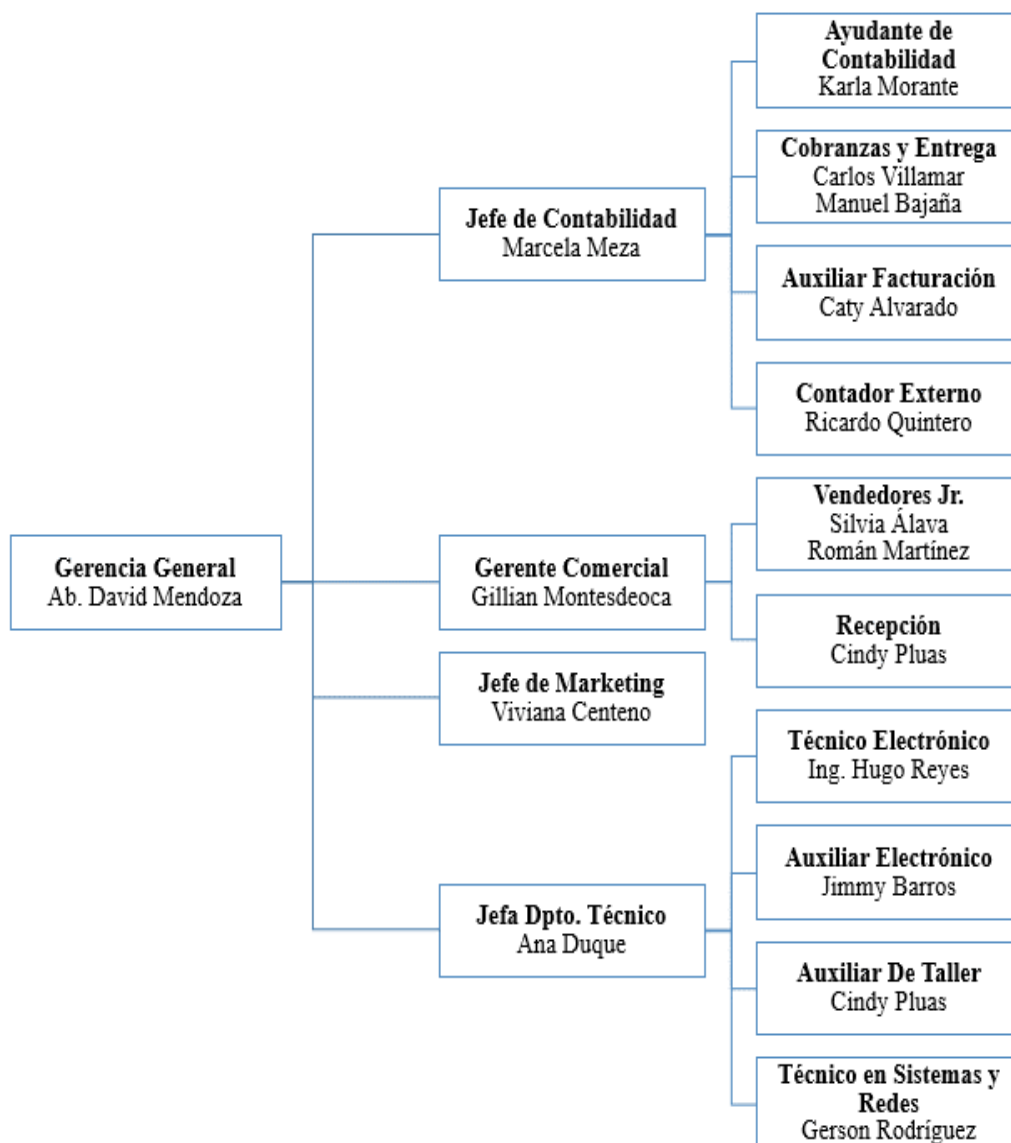 Gerencia General
Ab. David Mendoza
Jefe de Contabilidad
Marcela Meza
Ayudante de
Contabilidad
Karla Morante
Cobranzas y Entrega
Carlos Villamar
Manuel Bajaña
Auxiliar Facturación
Caty Alvarado
Contador Externo
Ricardo Quintero
Gerente Comercial
Gillian Montesdeoca
Vendedores Jr.
Silvia Álava
Román Martínez
Recepción
Cindy Pluas
Jefe de Marketing
Viviana Centeno
Jefa Dpto. Técnico
Ana Duque
Técnico Electrónico
Ing. Hugo Reyes
Auxiliar Electrónico
Jimmy Barros
Auxiliar De Taller
Cindy Pluas
Técnico en Sistemas y
Redes
Gerson Rodríguez